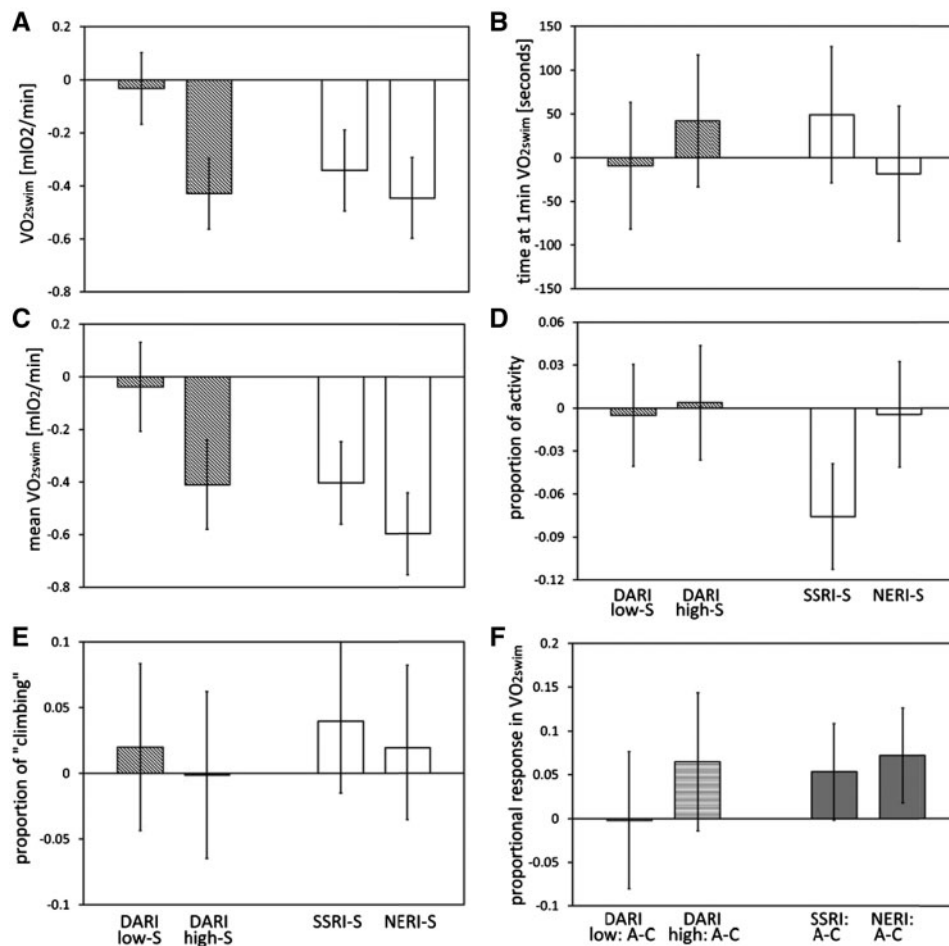 A
VO2swim [mlO2/min]
0.2
0
-0.2
-0.4
-0.6
-0.8
B
time at 1min VO2swim [seconds]
150
100
50
0
-50
-100
-150
C
mean VO2swim [mlO2/min]
0.2
0
-0.2
-0.4
-0.6
-0.8
D
proportion of activity
0.06
0.03
0
-0.03
-0.06
-0.09
-0.12
DARI DARI SSRI-S NERI-S
low-S high-S
E
proportion of "climbing"
0.1
0.05
0
-0.05
-0.1
DARI DARI SSRI-S NERI-S
low-S high-S
F
proportional response in VO2swim
0.2
0.15
0.1
0.05
0
-0.05
-0.1
DARI DARI SSRI: NERI:
low: A-C high: A-C A-C A-C